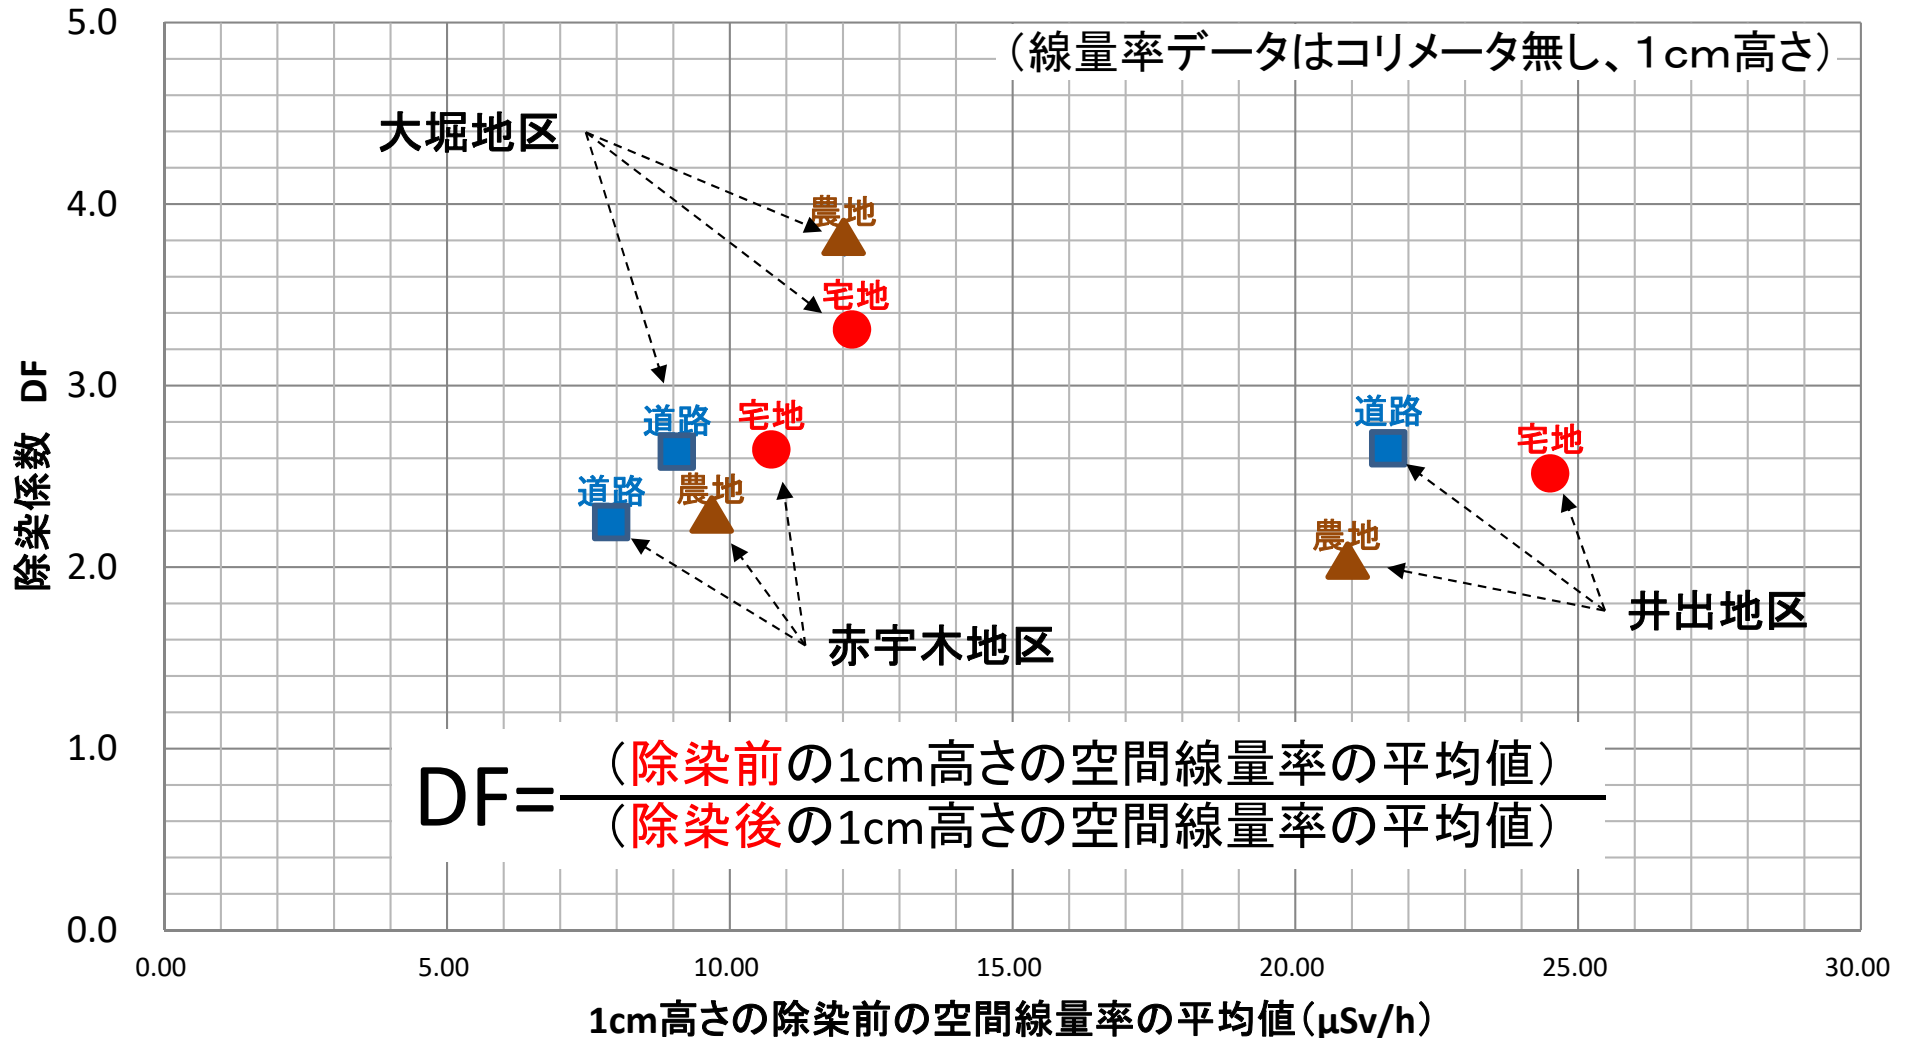 5.0
（線量率データはコリメータ無し、1cm高さ）
大堀地区
4.0
農地
宅地
3.0
道路
宅地
道路
宅地
道路
農地
農地
2.0
井出地区
赤宇木地区
1.0
DF=
（除染前の1cm高さの空間線量率の平均値）
（除染後の1cm高さの空間線量率の平均値）
0.0
除染係数 DF
0.00 5.00 10.00 15.00 20.00 25.00 30.00
1cm高さの除染前の空間線量率の平均値（μSv/h）